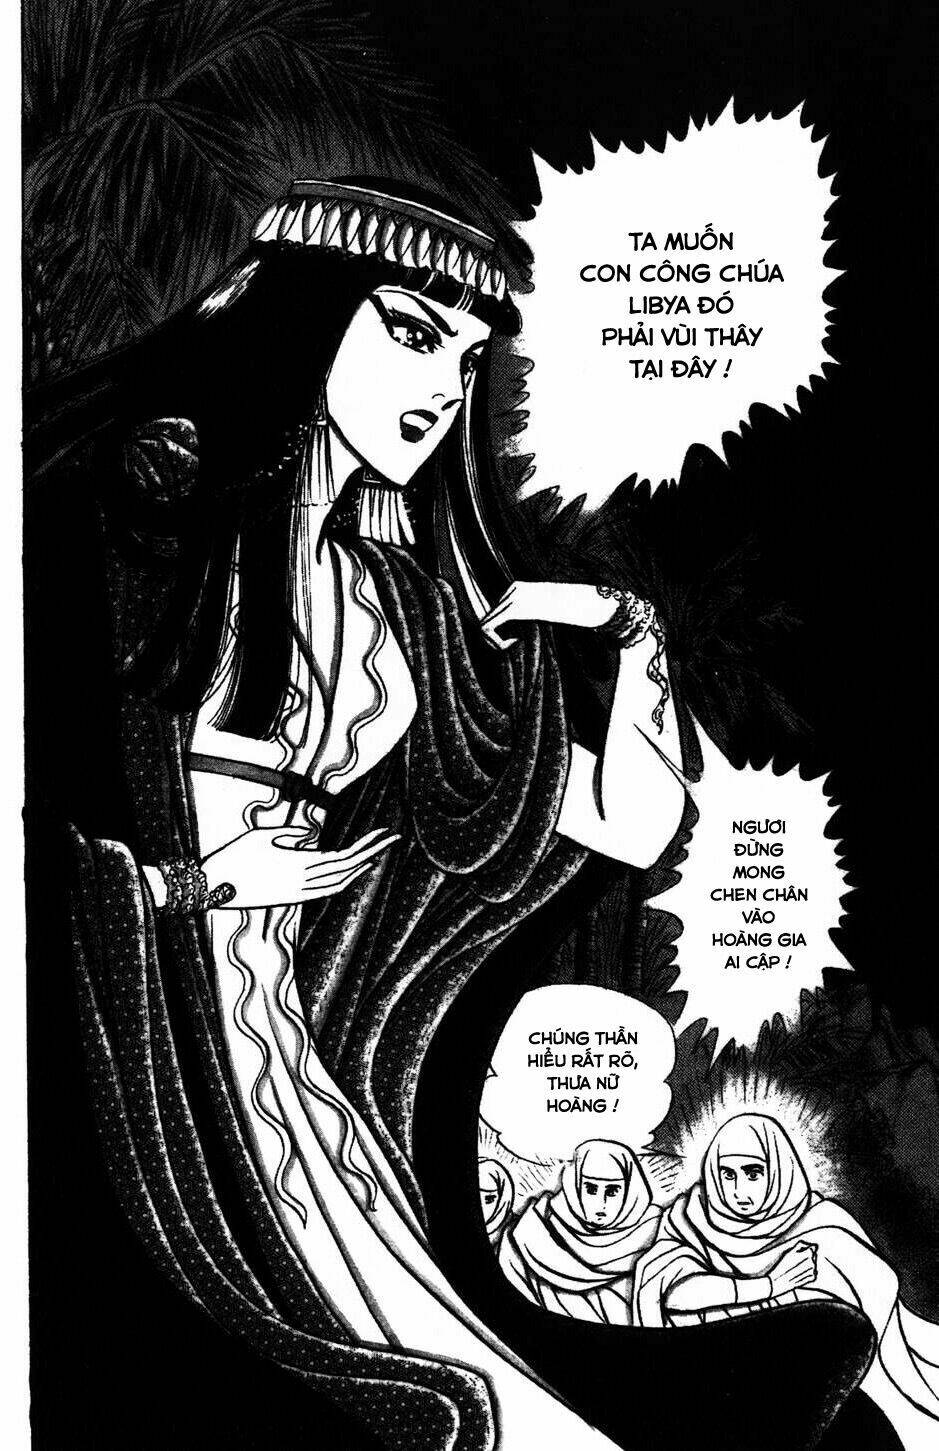 TA MUỐN
CON CÔNG CHÚA
LIBYA ĐÓ
PHẢI VÙI THÂY
TẠI ĐÂY !
NGƯƠI
ĐỪNG
MONG
CHEN CHÂN
VÀO
HOÀNG GIA
AI CẬP !
CHÚNG THẦN
HIỂU RẤT RÕ,
THƯA NỮ
HOÀNG !